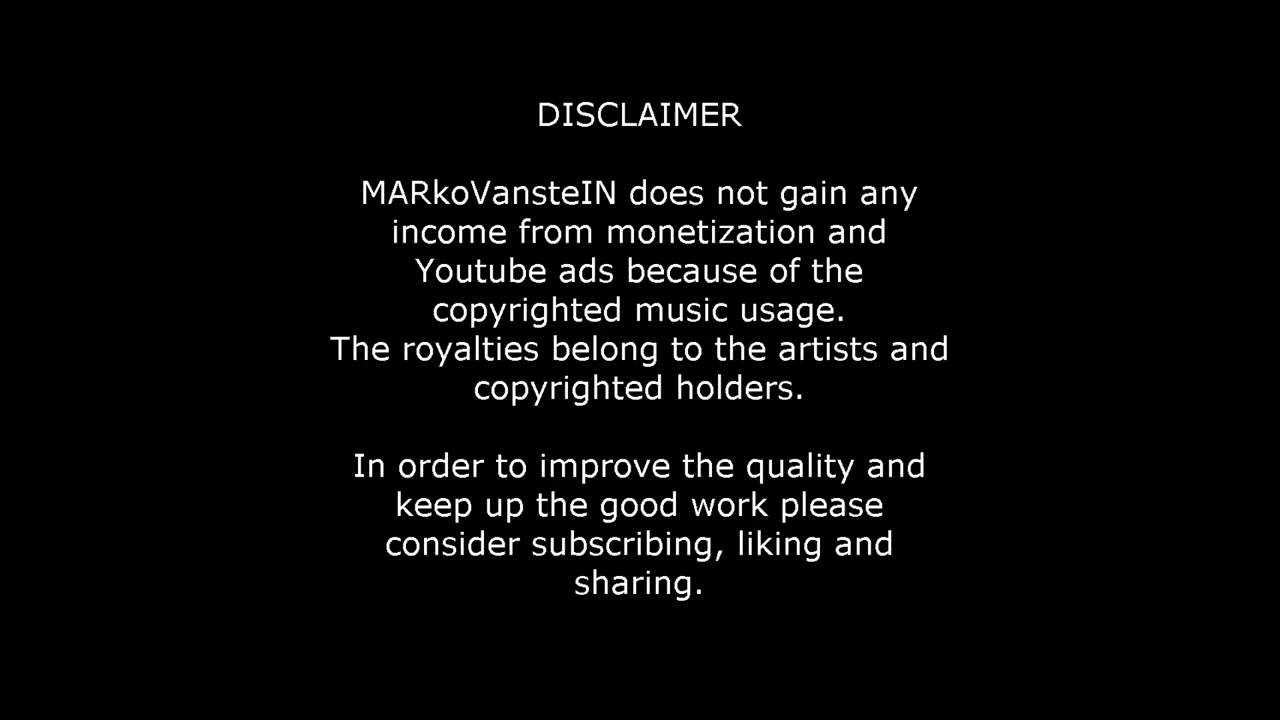 DISCLAIMER
MARkoVansteIN does not gain any
income from monetization and
Youtube ads because of the
copyrighted music usage.
The royalties belong to the artists and
copyrighted holders.
In order to improve the quality and
keep up the good work please
consider subscribing, liking and
sharing.